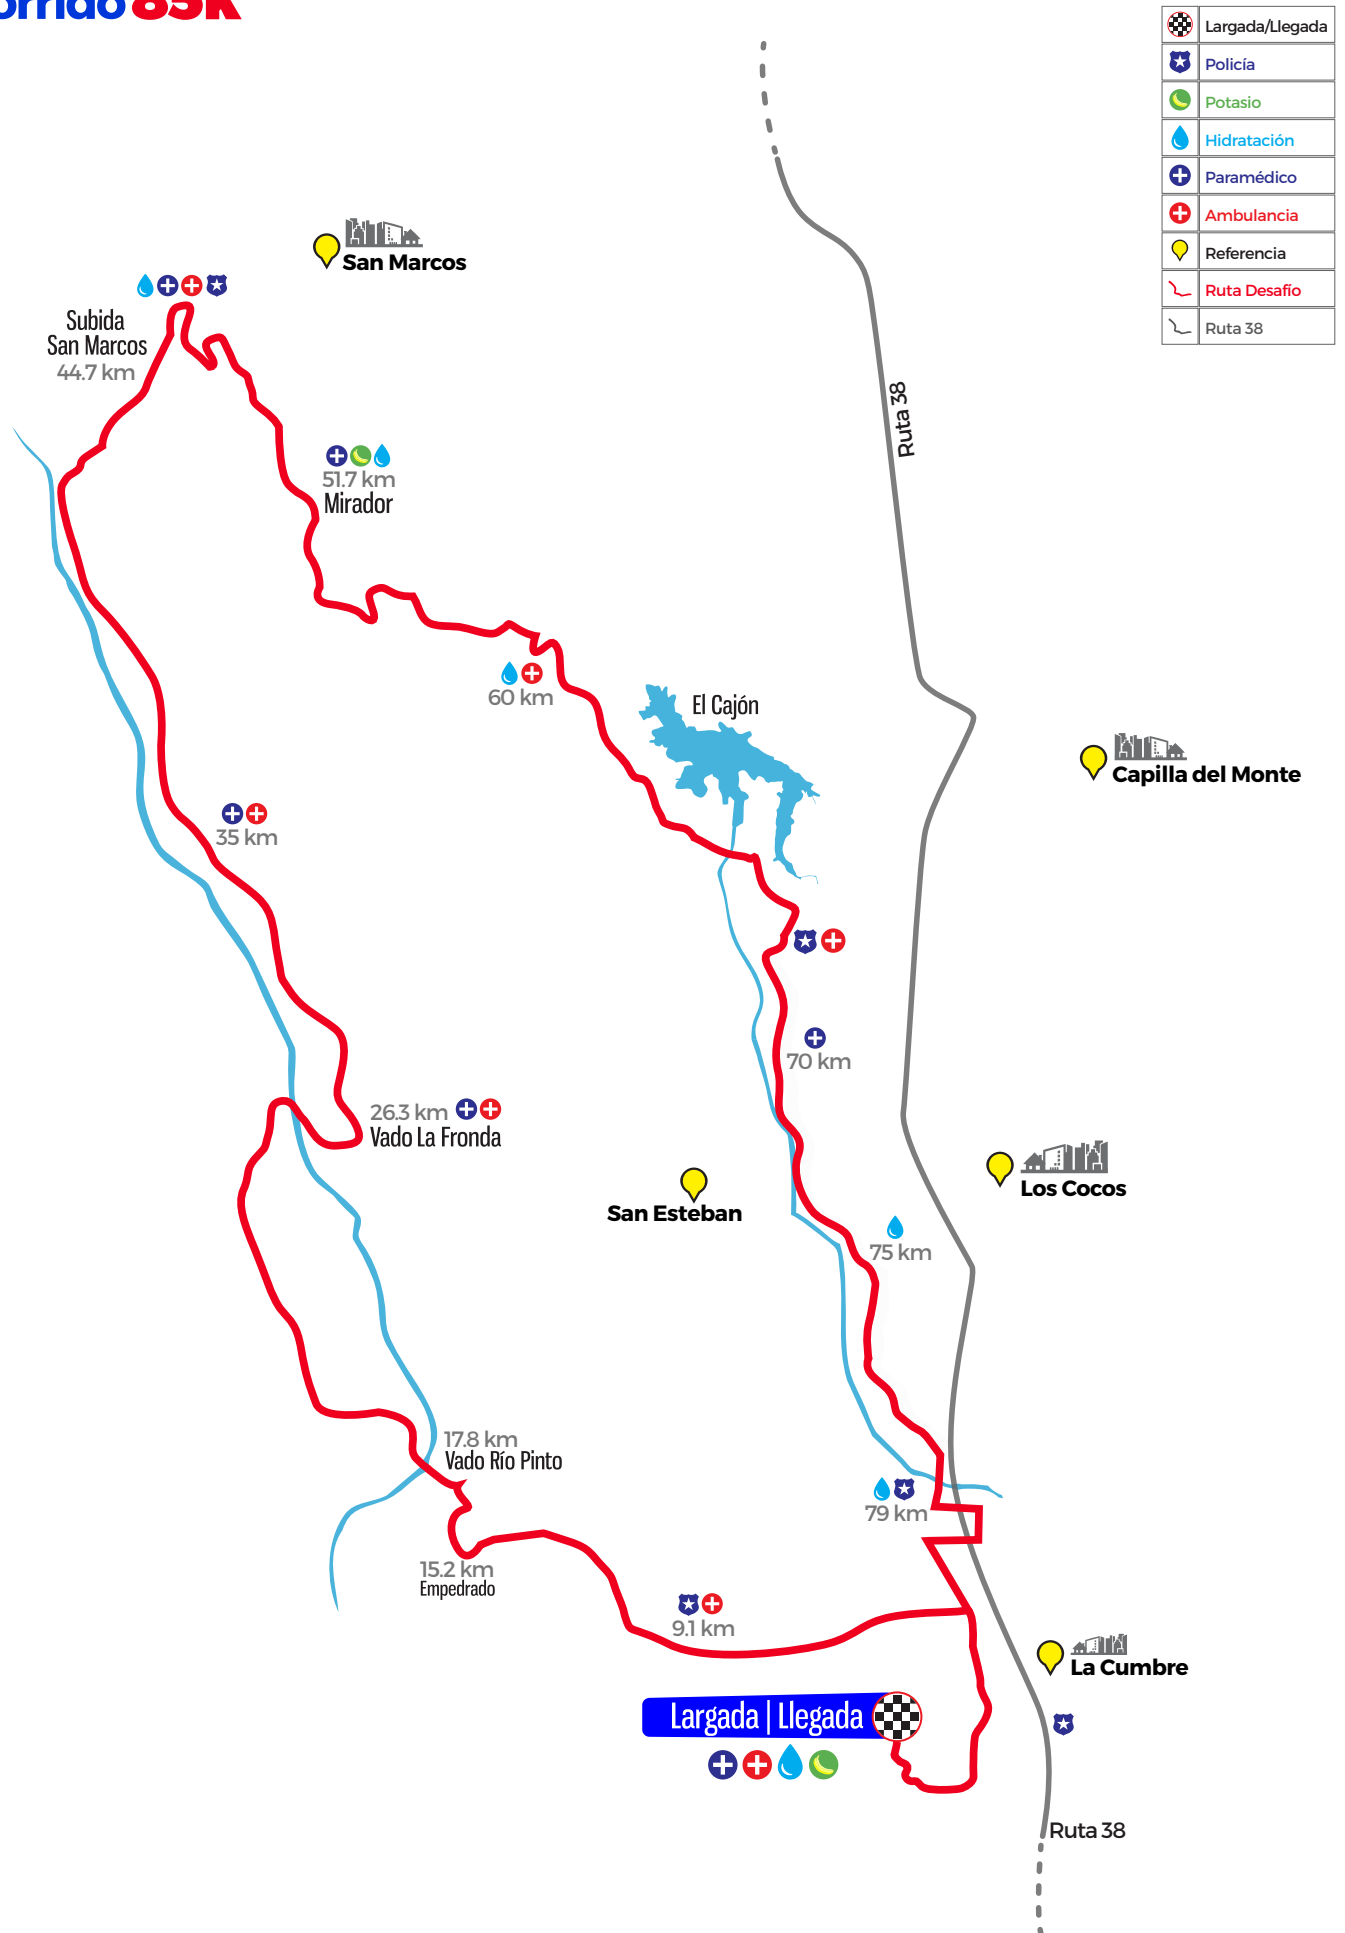 orrido 85K
Largada/Llegada
Policía
Potasio
Hidratación
Paramédico
Ambulancia
Referencia
Ruta Desafío
Ruta 38
San Marcos
Subida
San Marcos
44.7 km
Ruta 38
51.7 km
Mirador
60 km
El Cajón
Capilla del Monte
35 km
70 km
26.3 km
Vado La Fronda
Los Cocos
San Esteban
75 km
17.8 km
Vado Río Pinto
79 km
15.2 km
Empedrado
9.1 km
La Cumbre
Largada | Llegada
Ruta 38